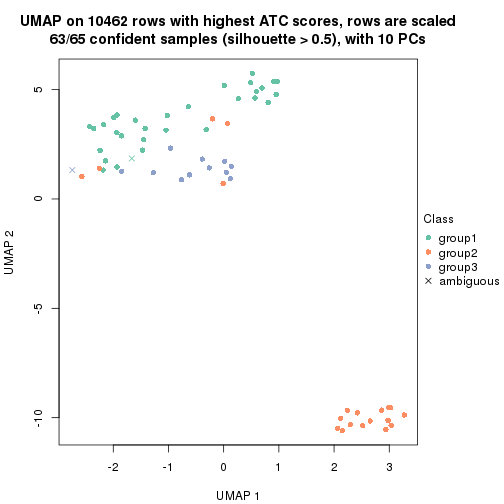 UMAP on 10462 rows with highest ATC scores, rows are scaled
63/65 confident samples (silhouette > 0.5), with 10 PCs
5
0
-5
-10
UMAP 2
-2
-1
0
1
2
3
UMAP 1
Class
group1
group2
group3
ambiguous